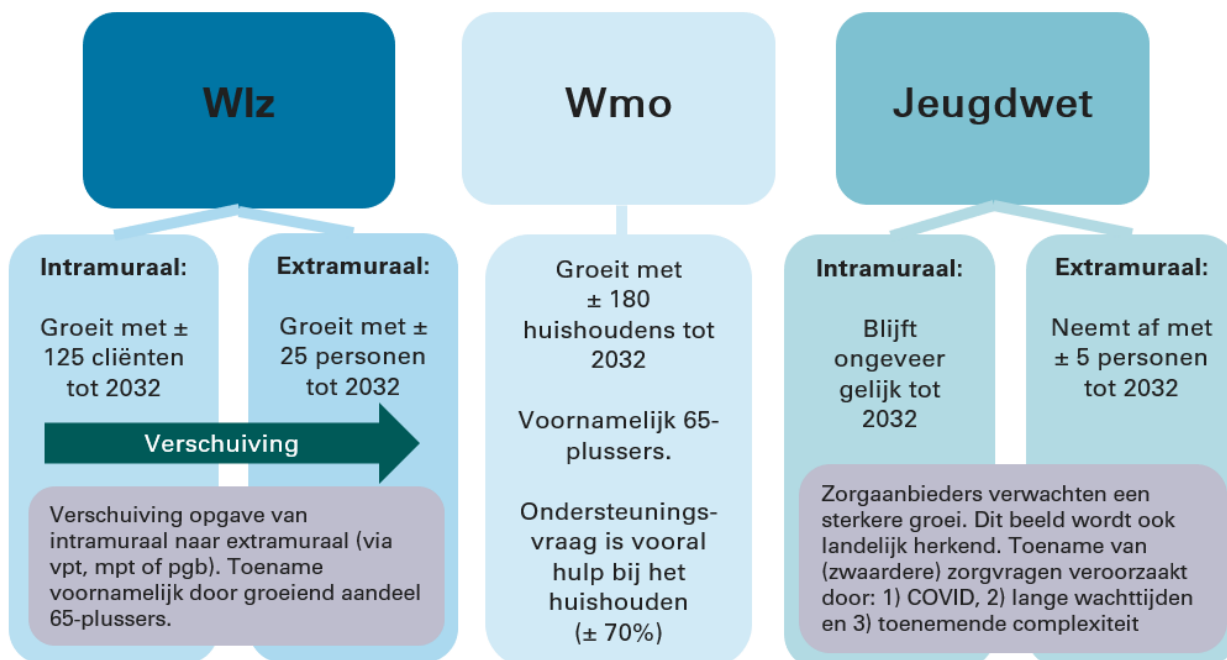 Wlz
Intramuraal:
Groeit met ±
125 cliënten
tot 2032
Extramuraal:
Groeit met ±
25 personen
tot 2032
Verschuiving
Verschuiving opgave van
intramuraal naar extramuraal (via
vpt, mpt of pgb). Toename
voornamelijk door groeiend aandeel
65-plussers.
Wmo
Groeit met
± 180
huishoudens tot
2032
Voornamelijk 65-
plussers.
Ondersteunings-
vraag is vooral
hulp bij het
huishouden
(± 70%)
Jeugdwet
Intramuraal:
Blijft
ongeveer
gelijk tot
2032
Extramuraal:
Neemt af met
± 5 personen
tot 2032
Zorgaanbieders verwachten een
sterkere groei. Dit beeld wordt ook
landelijk herkend. Toename van
(zwaardere) zorgvragen veroorzaakt
door: 1) COVID, 2) lange wachttijden
en 3) toenemende complexiteit